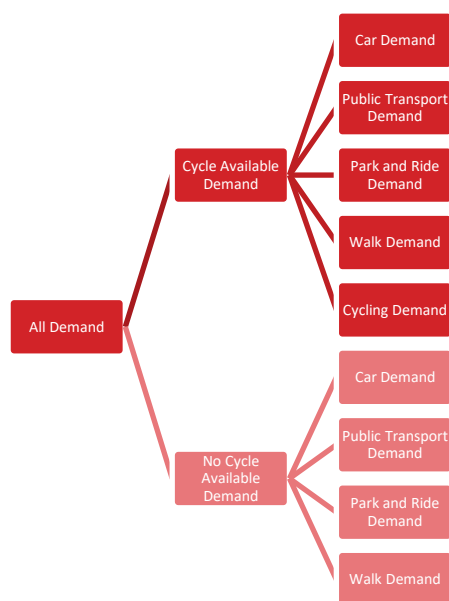 Car Demand
Public Transport
Demand
Cycle Available
Demand
Park and Ride
Demand
Walk Demand
Cycling Demand
All Demand
Car Demand
Public Transport
Demand
No Cycle
Available
Demand
Park and Ride
Demand
Walk Demand